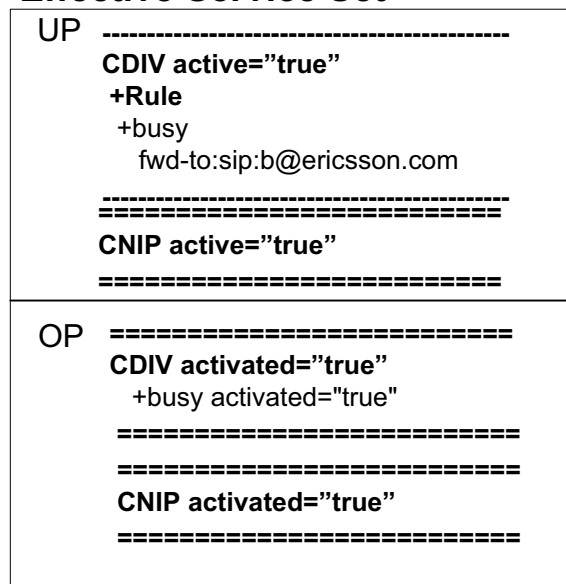 Effective Service Set
UP ----------------------------------------------
CDIV active=”true”
+Rule
+busy
fwd-to:sip:b@ericsson.com
----------------------------------------------
==========================
CNIP active=”true”
==========================
OP ==========================
CDIV activated=”true”
+busy activated="true"
==========================
==========================
CNIP activated=”true”
==========================